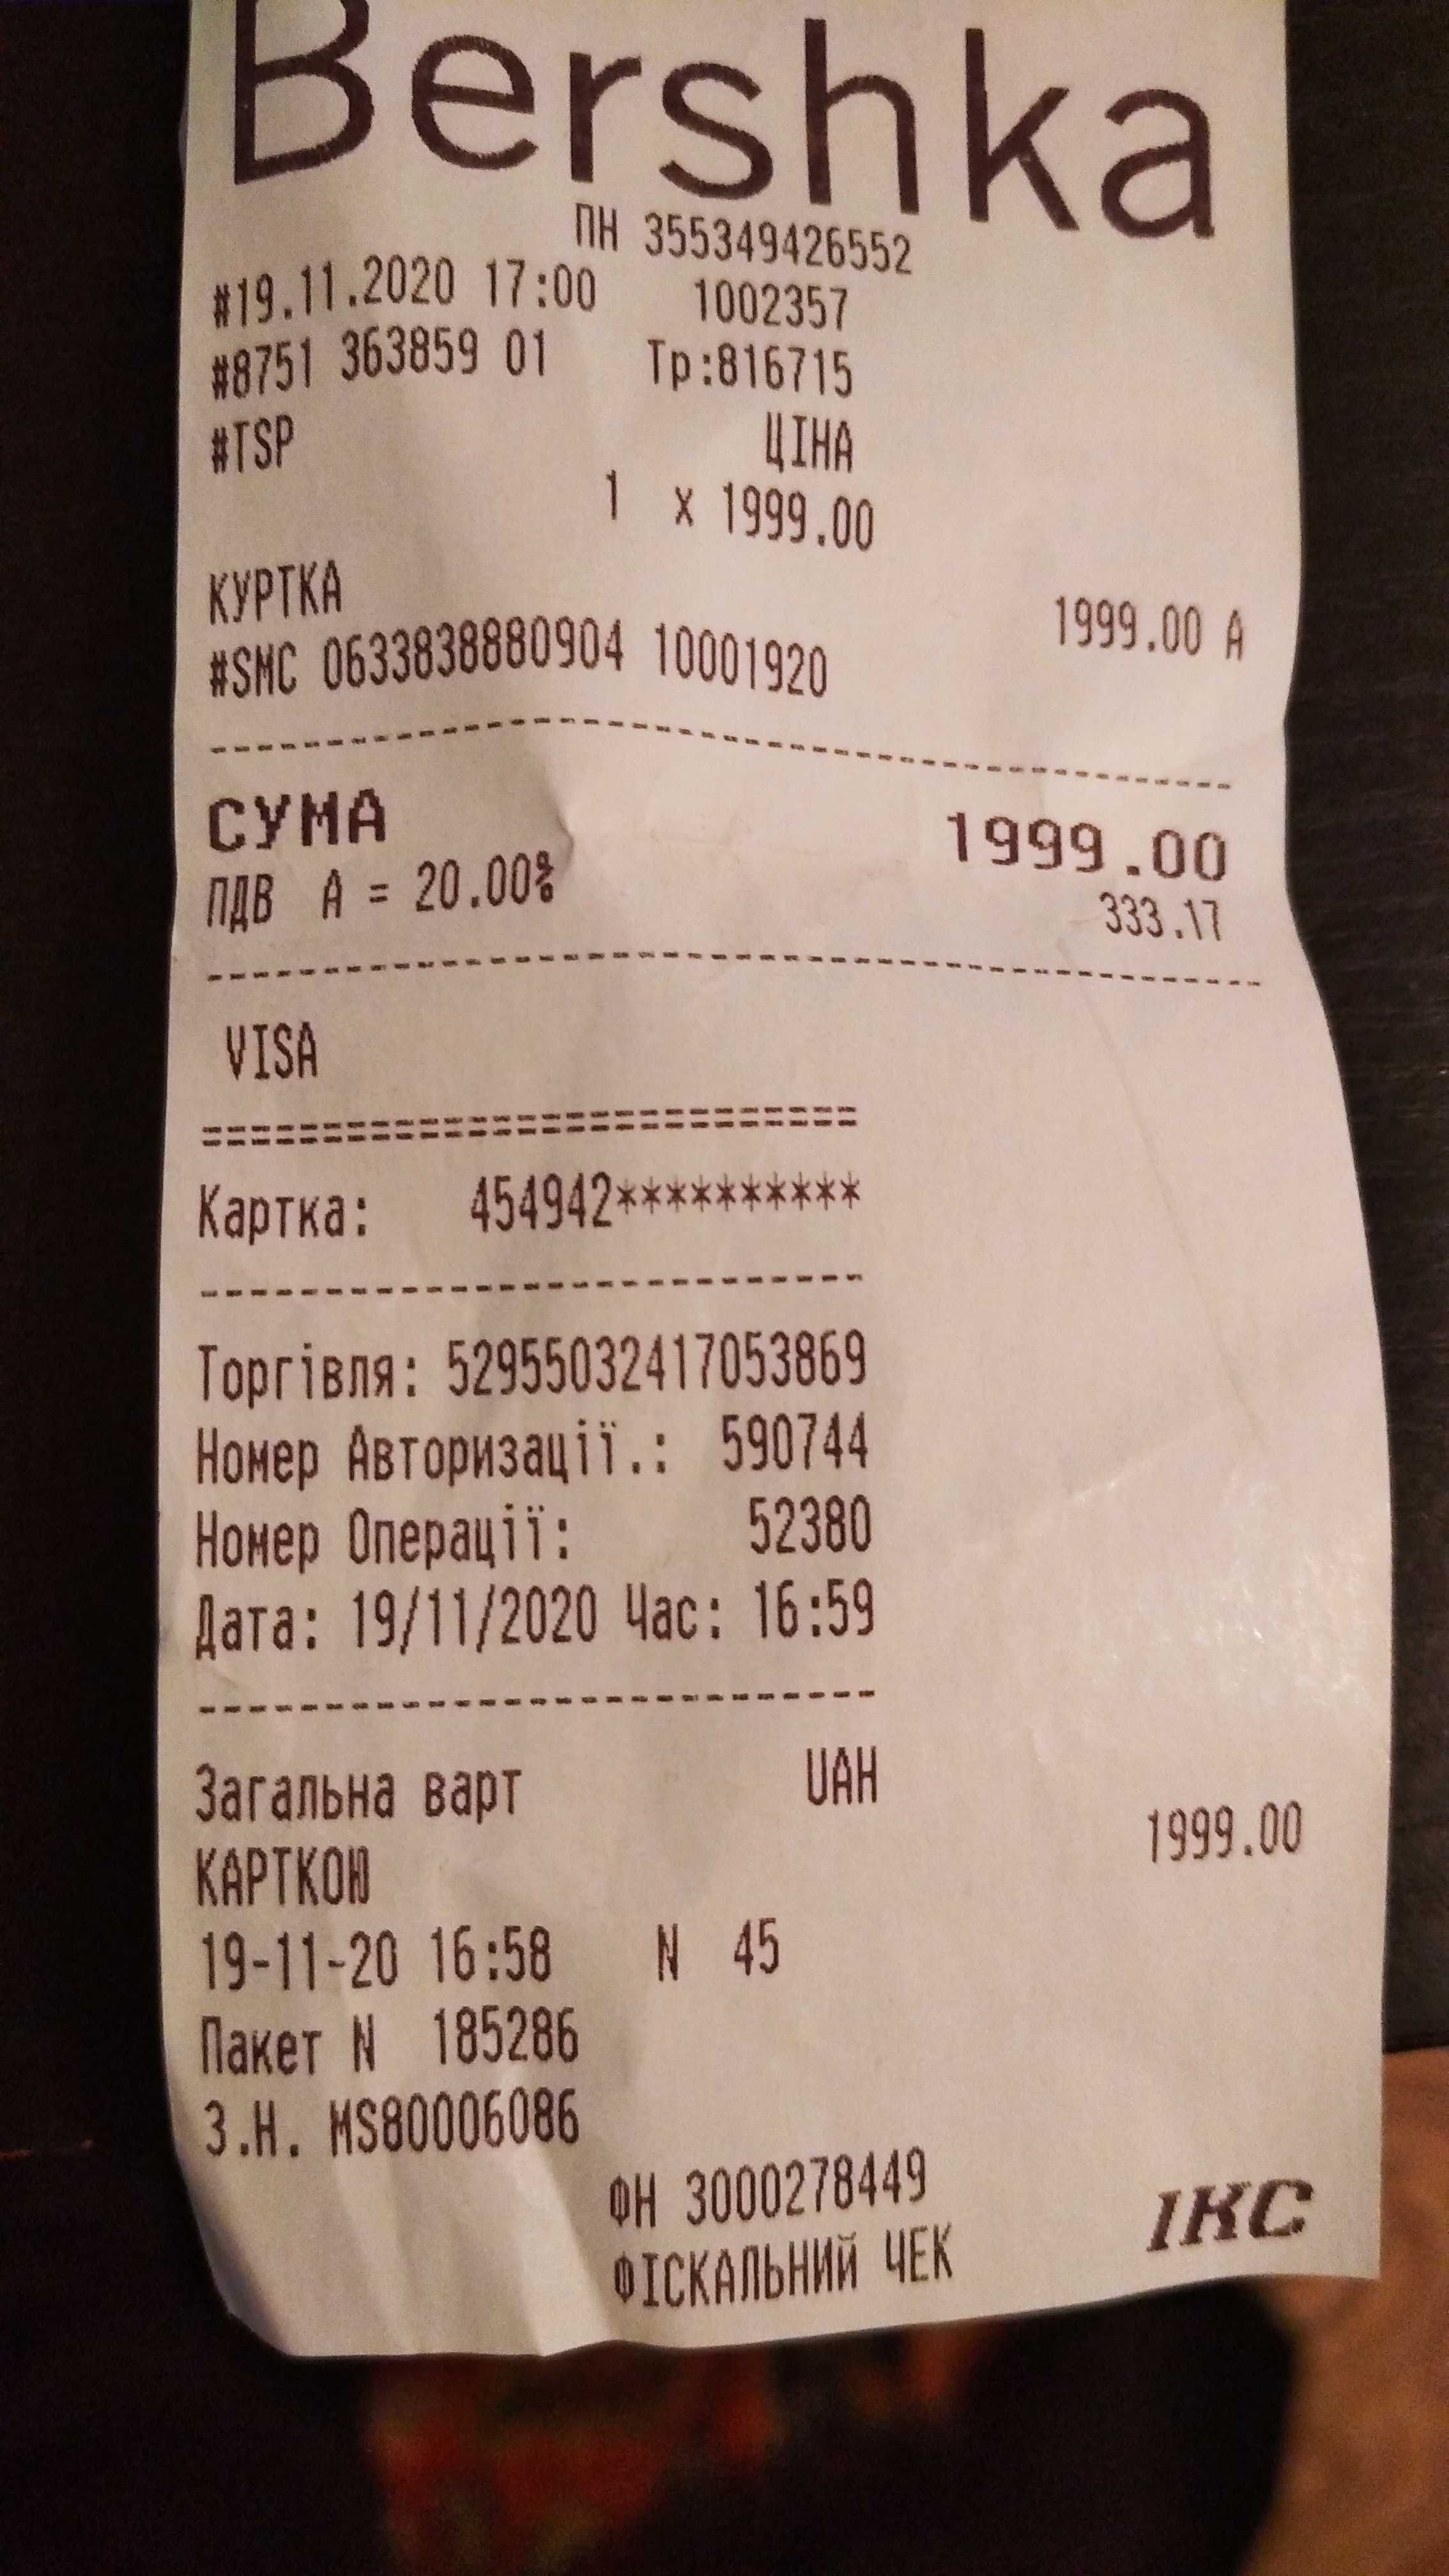 Bershka
ПН 355349426552
#19.11.2020 17:00 1002357
#8751 363859 01 Тр:816715
#TSP ЦІНА
1 x 1999.00
КУРТКА 1999.00 А
#SMC 0633838880904 10001920
СУМА 1999.00
ПДВ А = 20.00% 333.17
VISA
Картка: 454942**********
Торгівля: 52955032417053869
Номер Авторизації.: 590744
Номер Операції: 52380
Дата: 19/11/2020 Час: 16:59
Загальна варт UAH
КАРТКОЮ 1999.00
19-11-20 16:58 N 45
Пакет N 185286
З.Н. MS80006086
ФН 3000278449
ФІСКАЛЬНИЙ ЧЕК ІКС